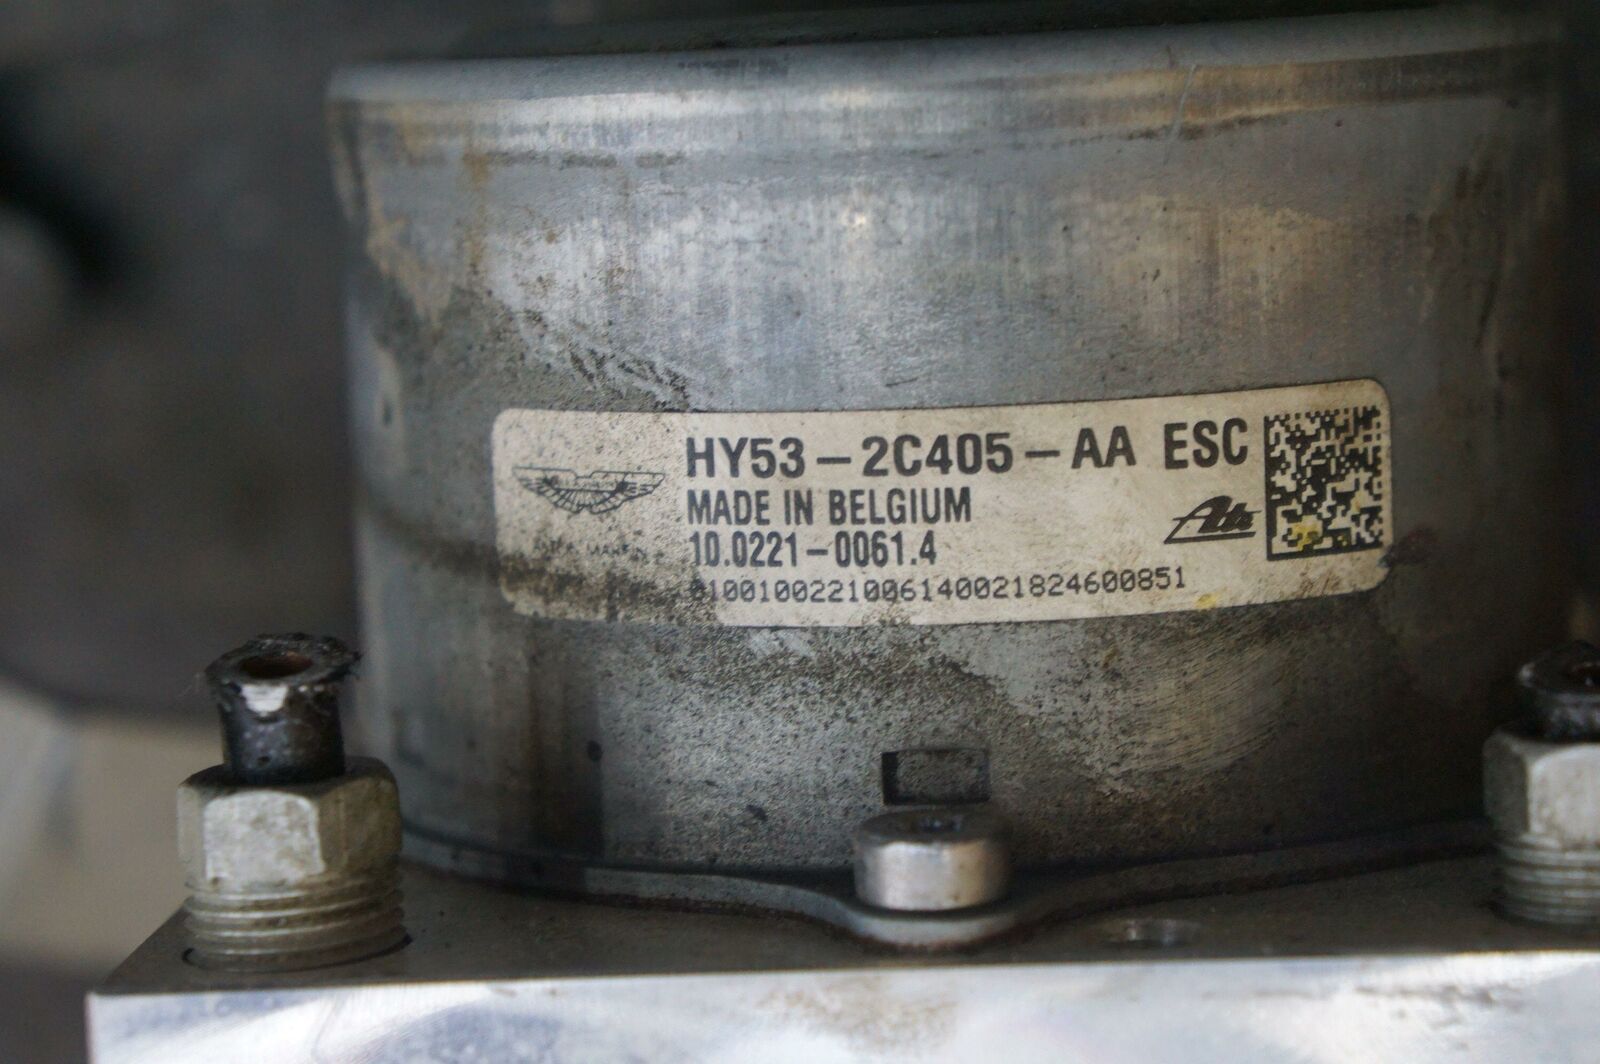 HY53-2C405-AA ESC
MADE IN BELGIUM
Ate
10.0221-0061.4
0100100221006140021824600851